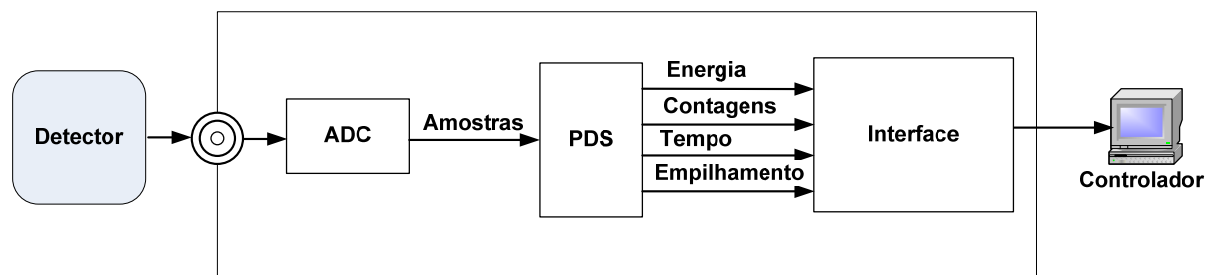 Detector
ADC
Amostras
PDS
Energia
Contagens
Tempo
Empilhamento
Interface
Controlador